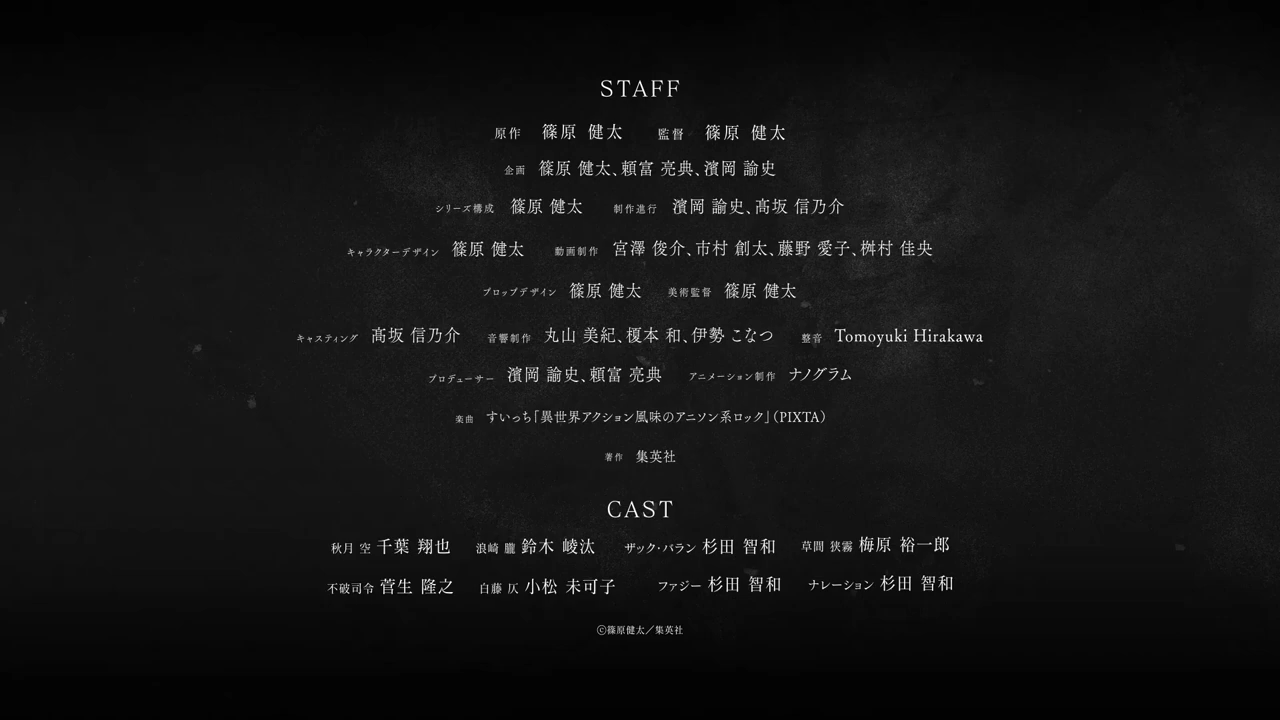 STAFF
原作 篠原 健太 監督 篠原 健太
企画 篠原 健太、頼富 亮典、濱岡 諭史
シリーズ構成 篠原 健太 制作進行 濱岡 諭史、髙坂 信乃介
キャラクターデザイン 篠原 健太 動画制作 宮澤 俊介、市村 創太、藤野 愛子、桝村 佳央
プロップデザイン 篠原 健太 美術監督 篠原 健太
キャスティング 髙坂 信乃介 音響制作 丸山 美紀、榎本 和、伊勢 こなつ 整音 Tomoyuki Hirakawa
プロデューサー 濱岡 諭史、頼富 亮典 アニメーション制作 ナノグラム
楽曲 すいっち「異世界アクション風味のアニソン系ロック」（PIXTA）
著作 集英社
CAST
秋月 空 千葉 翔也 浪崎 朧 鈴木 崚汰 ザック・バラン 杉田 智和 草間 狭霧 梅原 裕一郎
不破司令 菅生 隆之 白藤 仄 小松 未可子 ファジー 杉田 智和 ナレーション 杉田 智和
©篠原健太／集英社